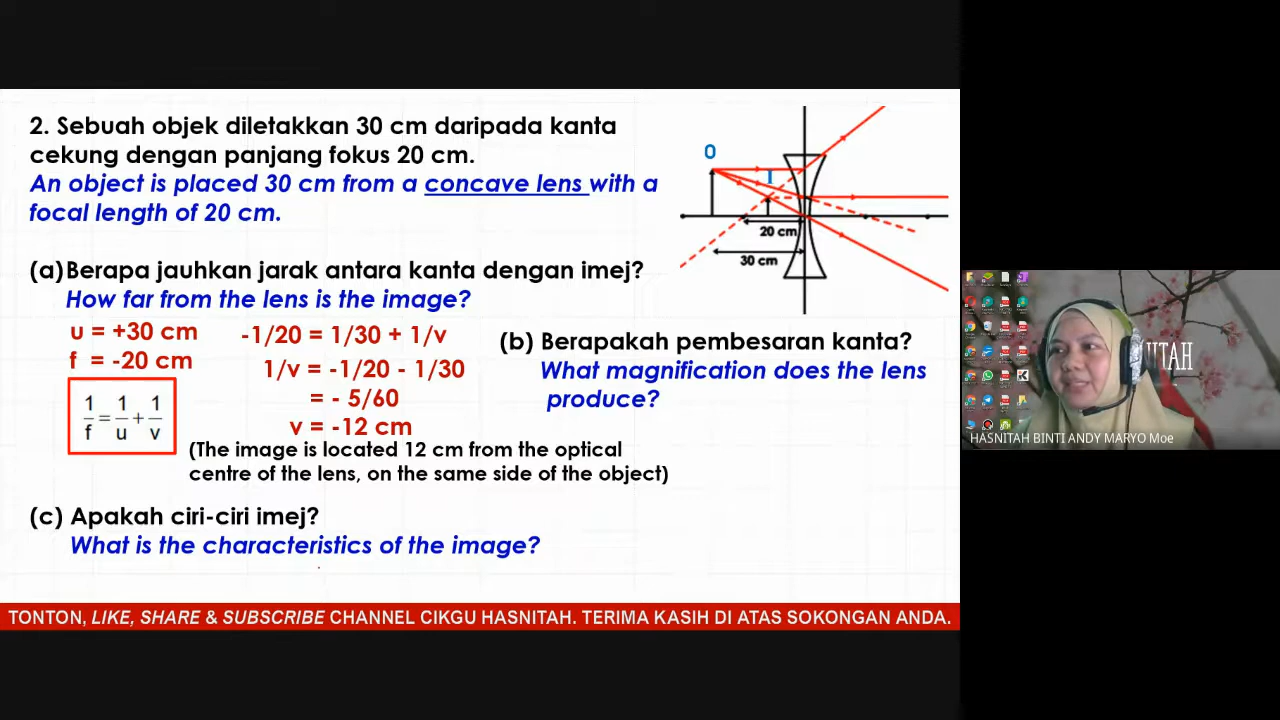 2. Sebuah objek diletakkan 30 cm daripada kanta
cekung dengan panjang fokus 20 cm.
An object is placed 30 cm from a concave lens with a
focal length of 20 cm.
O
I
20 cm
30 cm
(a)Berapa jauhkan jarak antara kanta dengan imej?
How far from the lens is the image?
u = +30 cm
f = -20 cm
1/f = 1/u + 1/v
-1/20 = 1/30 + 1/v
1/v = -1/20 - 1/30
= - 5/60
v = -12 cm
(The image is located 12 cm from the optical
centre of the lens, on the same side of the object)
(b) Berapakah pembesaran kanta?
What magnification does the lens
produce?
(c) Apakah ciri-ciri imej?
What is the characteristics of the image?
TONTON, LIKE, SHARE & SUBSCRIBE CHANNEL CIKGU HASNITAH. TERIMA KASIH DI ATAS SOKONGAN ANDA.
HASNITAH BINTI ANDY MARYO Moe